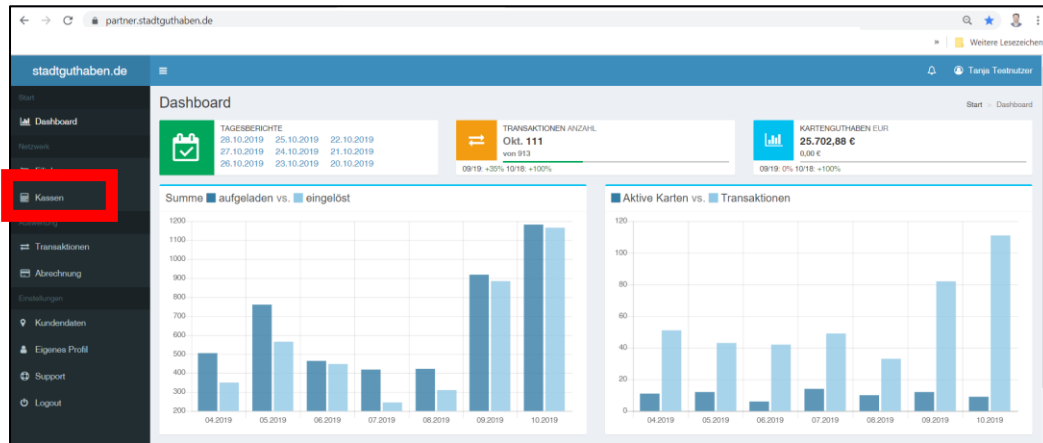 partner.stadtguthaben.de
» Weitere Lesezeichen
stadtguthaben.de
Tanja Testnutzer
Start
Dashboard
Netzwerk
Kassen
Auswertung
Transaktionen
Abrechnung
Einstellungen
Kundendaten
Eigenes Profil
Support
Logout
Dashboard
Start > Dashboard
TAGESBERICHTE
28.10.2019 25.10.2019 22.10.2019
27.10.2019 24.10.2019 21.10.2019
26.10.2019 23.10.2019 20.10.2019
TRANSAKTIONEN ANZAHL
Okt. 111
von 913
09/19: +35% 10/18: +100%
KARTENGUTHABEN EUR
25.702,88 €
0,00 €
09/19: 0% 10/18: +100%
Summe aufgeladen vs. eingelöst
1200
1100
1000
900
800
700
600
500
400
300
200
04.2019 05.2019 06.2019 07.2019 08.2019 09.2019 10.2019
Aktive Karten vs. Transaktionen
120
100
80
60
40
20
0
04.2019 05.2019 06.2019 07.2019 08.2019 09.2019 10.2019